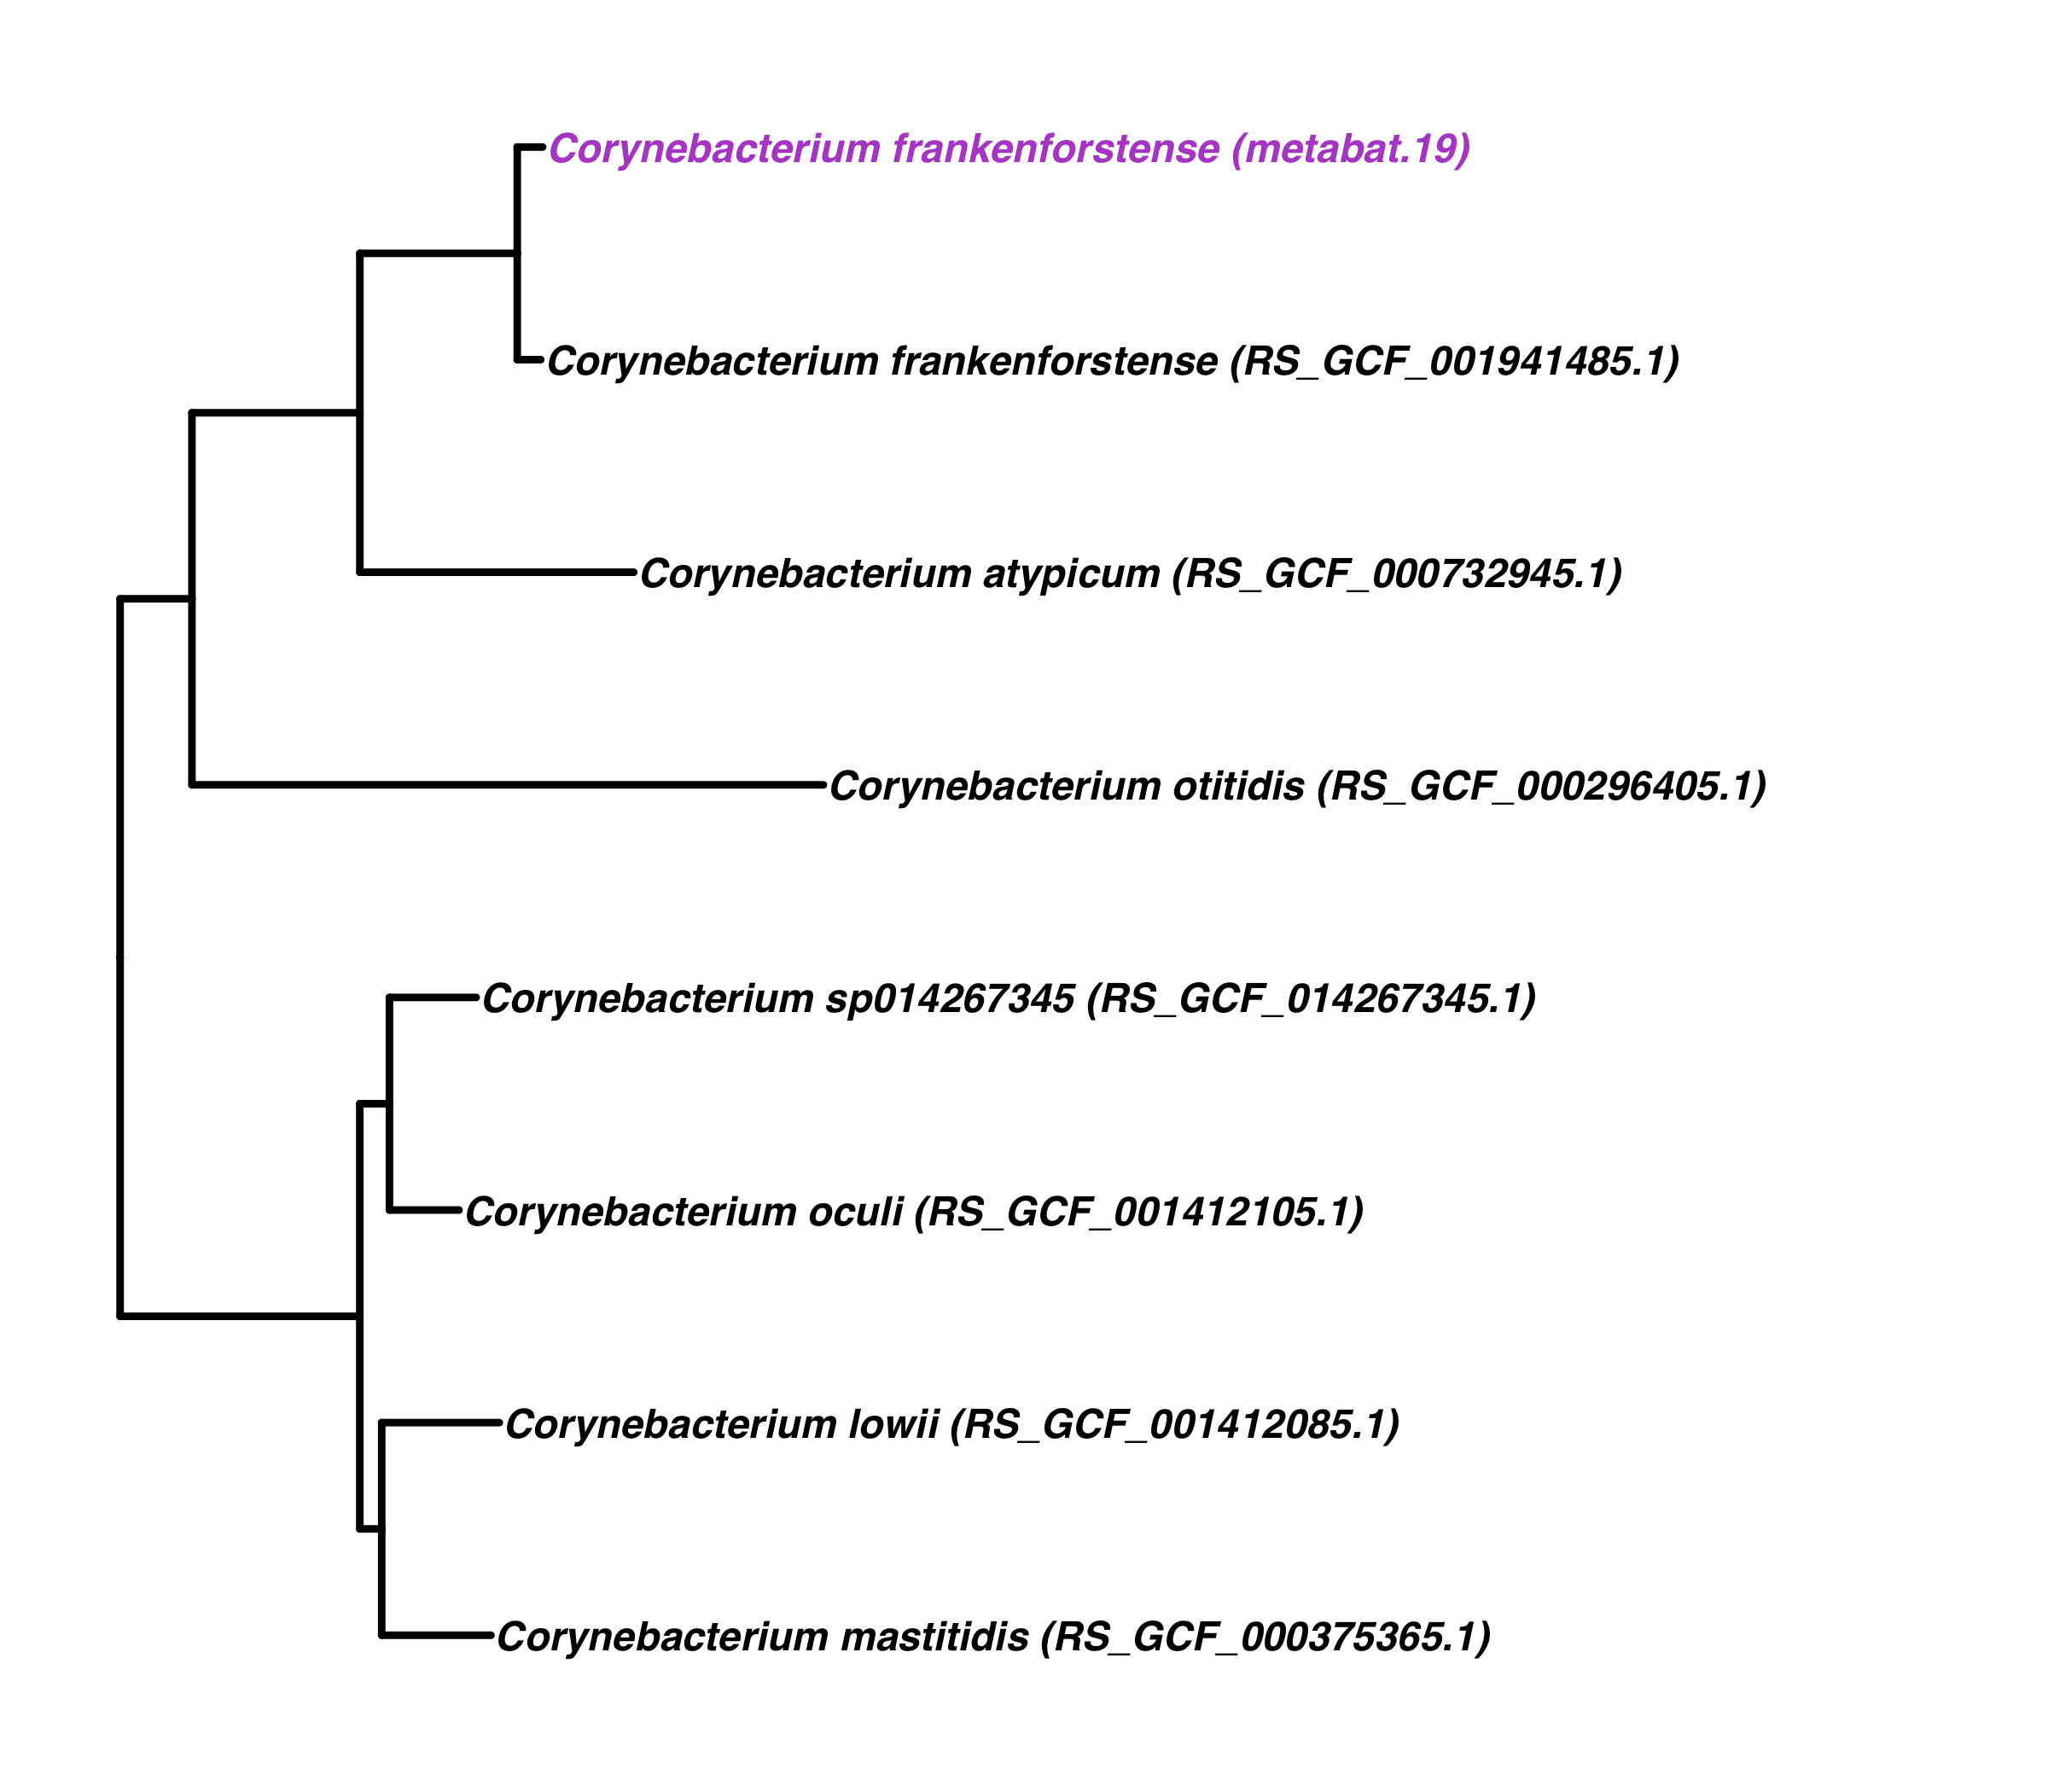 Corynebacterium frankenforstense (metabat.19)
Corynebacterium frankenforstense (RS_GCF_001941485.1)
Corynebacterium atypicum (RS_GCF_000732945.1)
Corynebacterium otitidis (RS_GCF_000296405.1)
Corynebacterium sp014267345 (RS_GCF_014267345.1)
Corynebacterium oculi (RS_GCF_001412105.1)
Corynebacterium lowii (RS_GCF_001412085.1)
Corynebacterium mastitidis (RS_GCF_000375365.1)